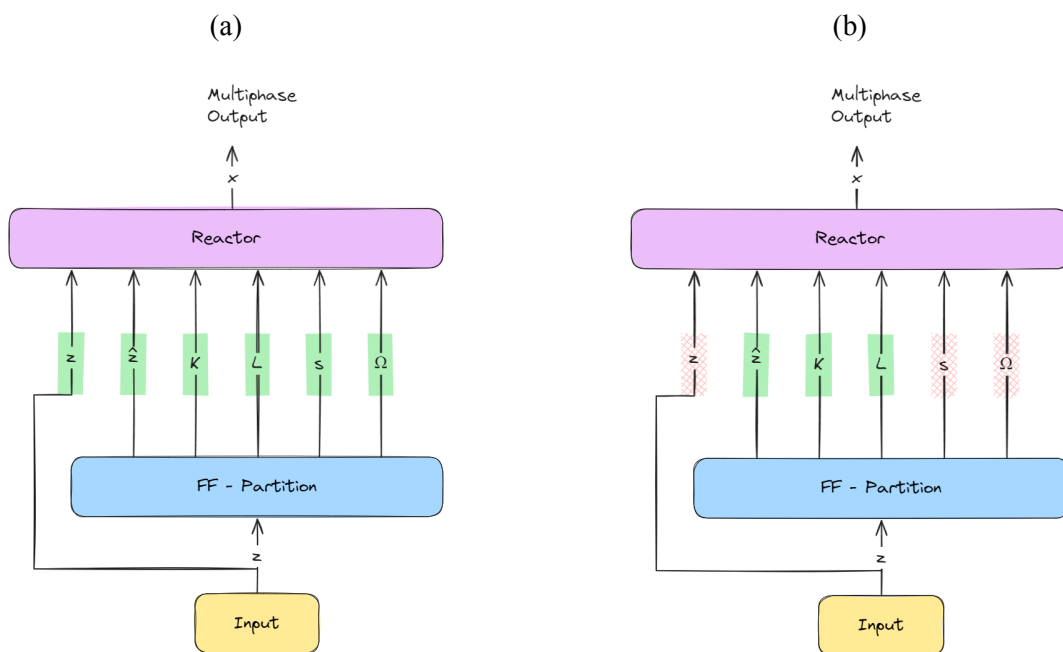 (a)
Multiphase
Output
x
Reactor
z ẑ K L s Ω
FF - Partition
z
Input
(b)
Multiphase
Output
x
Reactor
z ẑ K L s Ω
FF - Partition
z
Input